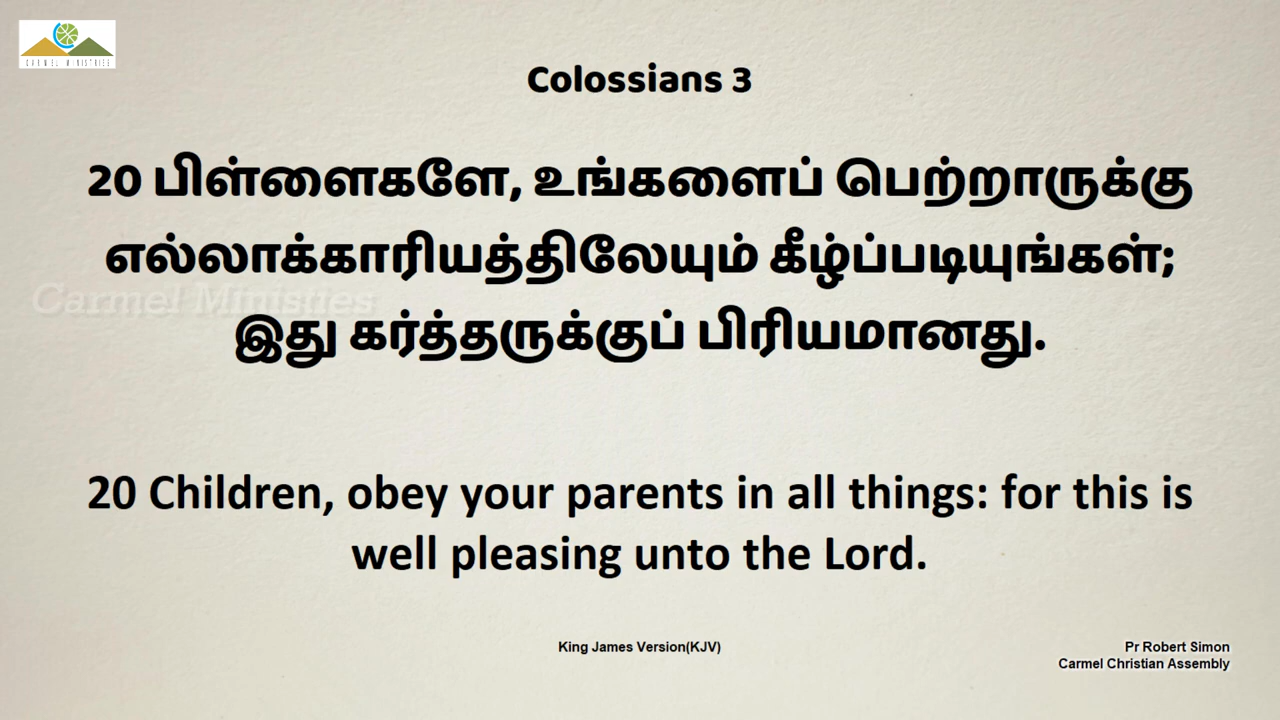 CARMEL MINISTRIES
Colossians 3
20 பிள்ளைகளே, உங்களைப் பெற்றாருக்கு
எல்லாக்காரியத்திலேயும் கீழ்ப்படியுங்கள்;
Carmel Ministies
இது கர்த்தருக்குப் பிரியமானது.
20 Children, obey your parents in all things: for this is
well pleasing unto the Lord.
King James Version(KJV)
Pr Robert Simon
Carmel Christian Assembly